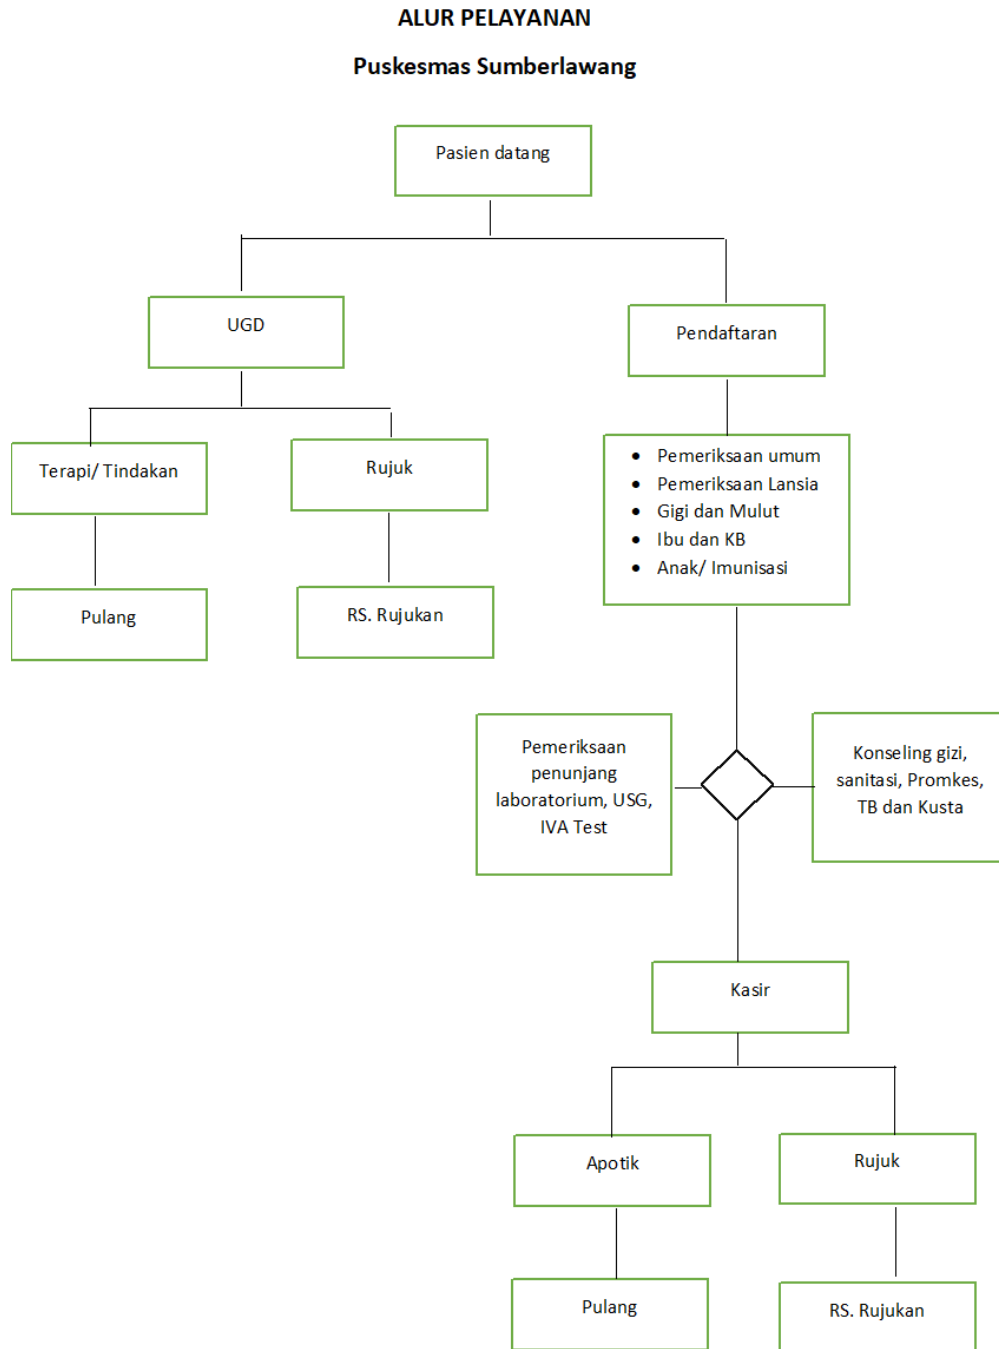 ALUR PELAYANAN
Puskesmas Sumberlawang
Pasien datang
UGD
Pendaftaran
Terapi/ Tindakan
Rujuk
• Pemeriksaan umum
• Pemeriksaan Lansia
• Gigi dan Mulut
• Ibu dan KB
• Anak/ Imunisasi
Pulang
RS. Rujukan
Pemeriksaan
penunjang
laboratorium, USG,
IVA Test
Konseling gizi,
sanitasi, Promkes,
TB dan Kusta
Kasir
Apotik
Rujuk
Pulang
RS. Rujukan